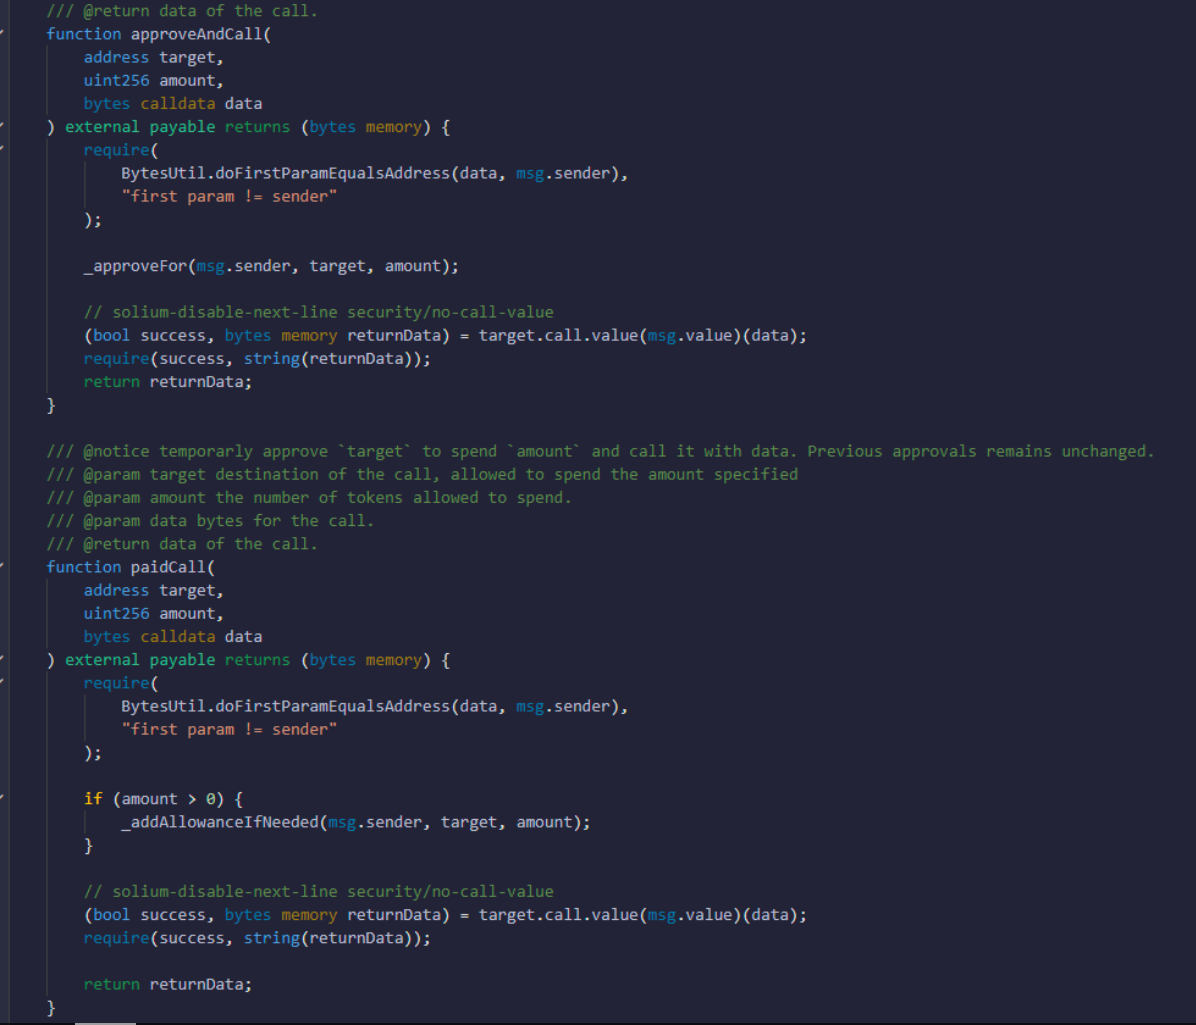 /// @return data of the call.
function approveAndCall(
address target,
uint256 amount,
bytes calldata data
) external payable returns (bytes memory) {
require(
BytesUtil.doFirstParamEqualsAddress(data, msg.sender),
"first param != sender"
);
_approveFor(msg.sender, target, amount);
// solium-disable-next-line security/no-call-value
(bool success, bytes memory returnData) = target.call.value(msg.value)(data);
require(success, string(returnData));
return returnData;
}
/// @notice temporarly approve `target` to spend `amount` and call it with data. Previous approvals remains unchanged.
/// @param target destination of the call, allowed to spend the amount specified
/// @param amount the number of tokens allowed to spend.
/// @param data bytes for the call.
/// @return data of the call.
function paidCall(
address target,
uint256 amount,
bytes calldata data
) external payable returns (bytes memory) {
require(
BytesUtil.doFirstParamEqualsAddress(data, msg.sender),
"first param != sender"
);
if (amount > 0) {
_addAllowanceIfNeeded(msg.sender, target, amount);
}
// solium-disable-next-line security/no-call-value
(bool success, bytes memory returnData) = target.call.value(msg.value)(data);
require(success, string(returnData));
return returnData;
}